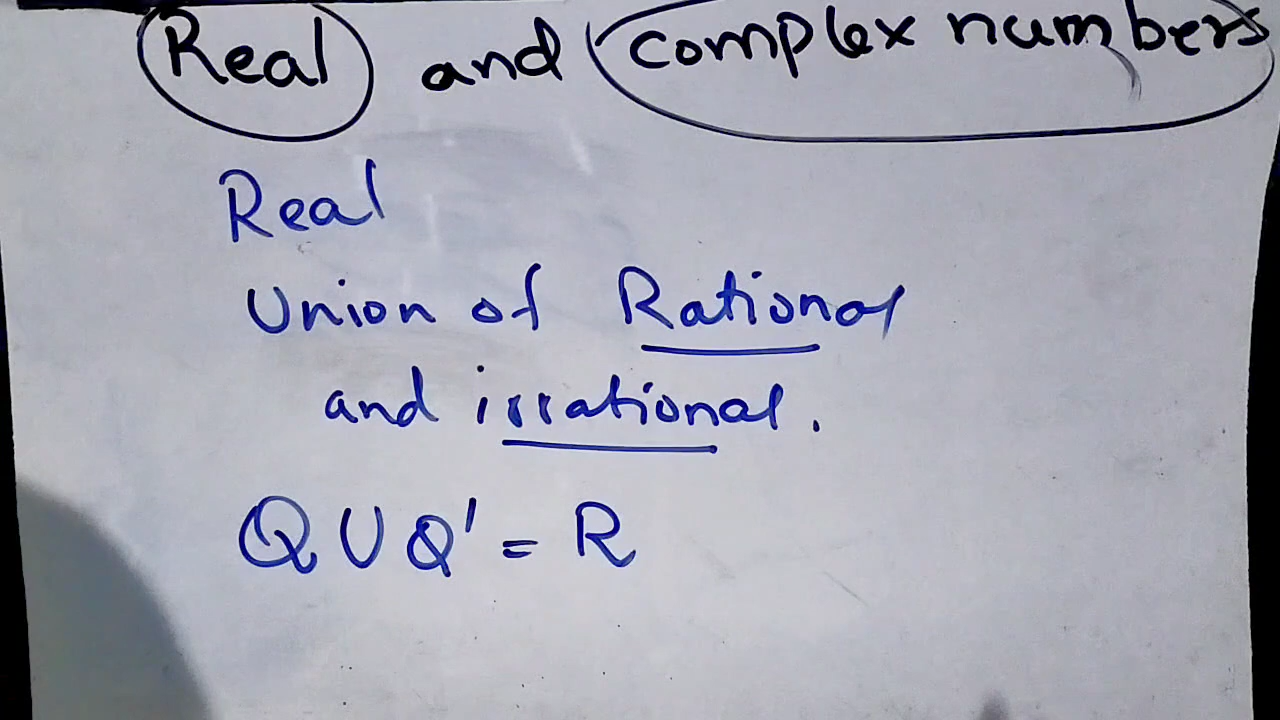 Real and complex numbers
Real
Union of Rational
and irrational.
Q U Q' = R